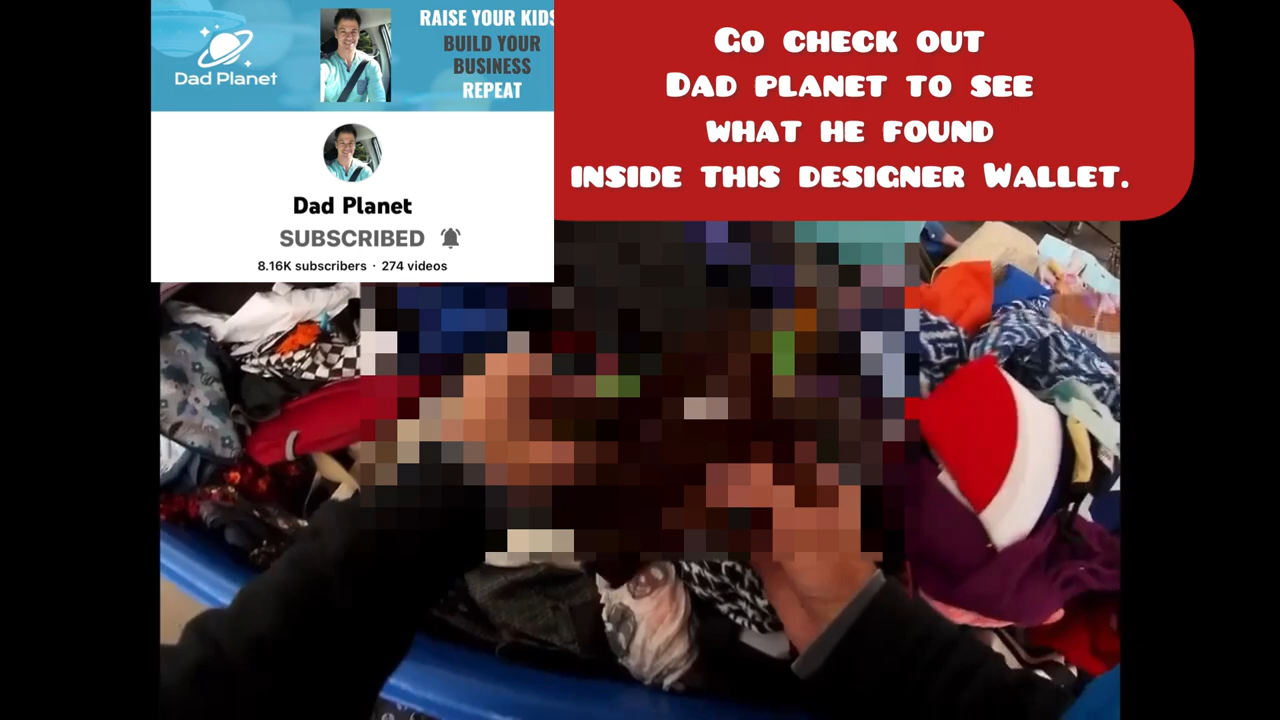 Dad Planet
RAISE YOUR KIDS
BUILD YOUR
BUSINESS
REPEAT
Dad Planet
SUBSCRIBED
8.16K subscribers · 274 videos
GO CHECK OUT
DAD PLANET TO SEE
WHAT HE FOUND
INSIDE THIS DESIGNER WALLET.